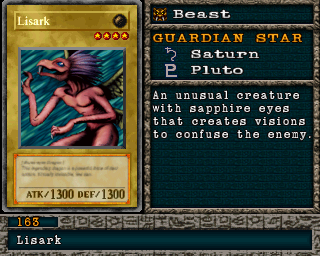 Lisark
Beast
GUARDIAN STAR
Saturn
Pluto
An unusual creature
with sapphire eyes
that creates visions
to confuse the enemy.
ATK/1300 DEF/1300
163
Lisark